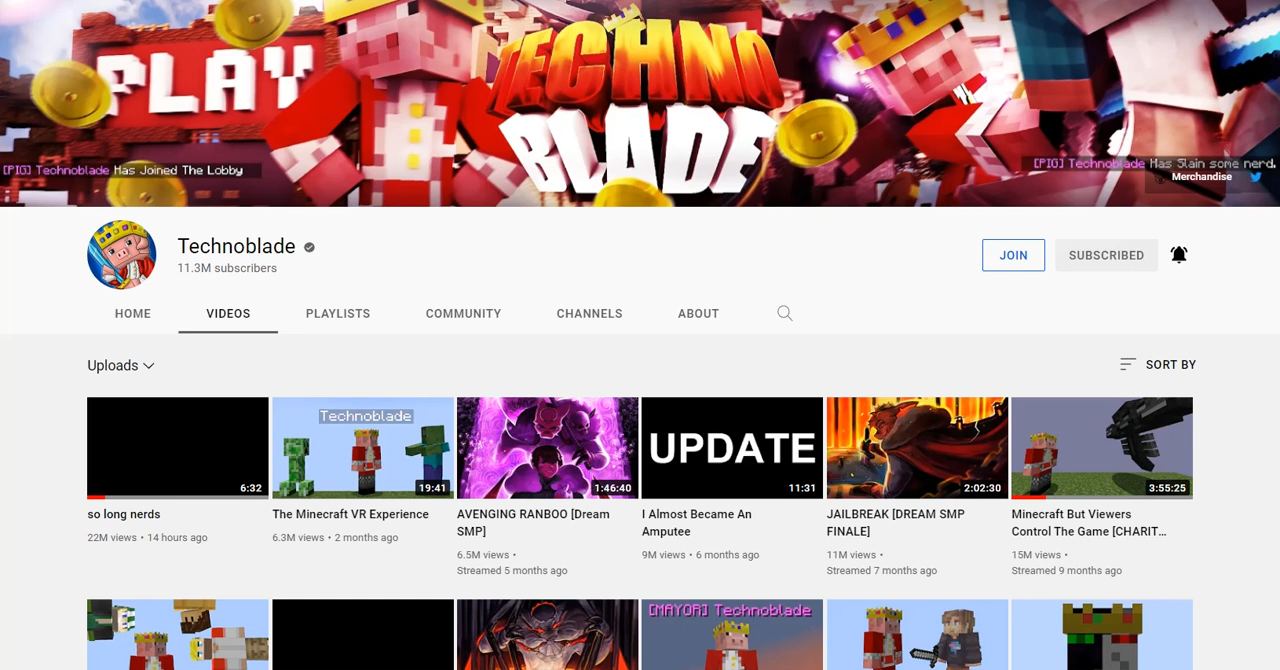 PLAY
TECHNO
BLADE
[PIG] Technoblade Has Joined The Lobby
[PIG] Technoblade Has Slain some nerd.
Merchandise
Technoblade
11.3M subscribers
JOIN
SUBSCRIBED
HOME
VIDEOS
PLAYLISTS
COMMUNITY
CHANNELS
ABOUT
Uploads
SORT BY
6:32
so long nerds
22M views • 14 hours ago
Technoblade
19:41
The Minecraft VR Experience
6.3M views • 2 months ago
1:46:40
AVENGING RANBOO [Dream
SMP]
6.5M views •
Streamed 5 months ago
UPDATE
11:31
I Almost Became An
Amputee
9M views • 6 months ago
2:02:30
JAILBREAK [DREAM SMP
FINALE]
11M views •
Streamed 7 months ago
3:55:25
Minecraft But Viewers
Control The Game [CHARIT...
15M views •
Streamed 9 months ago
[MAYOR] Technoblade